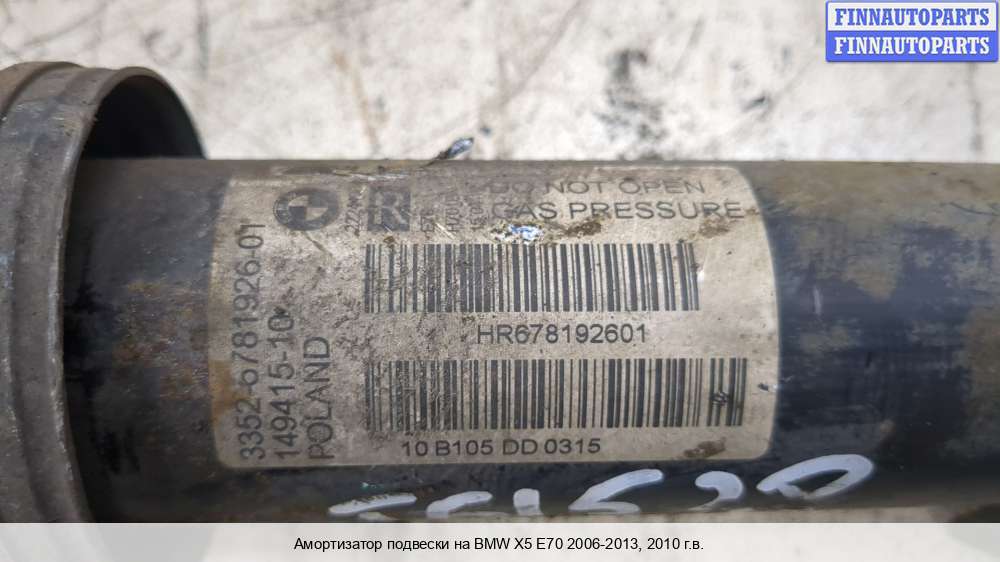 FINNAUTOPARTS
FINNAUTOPARTS
DO NOT OPEN
GAS PRESSURE
HR678192601
10 B105 DD 0315
3352-6781926-01
1494415-10
POLAND
Амортизатор подвески на BMW X5 E70 2006-2013, 2010 г.в.